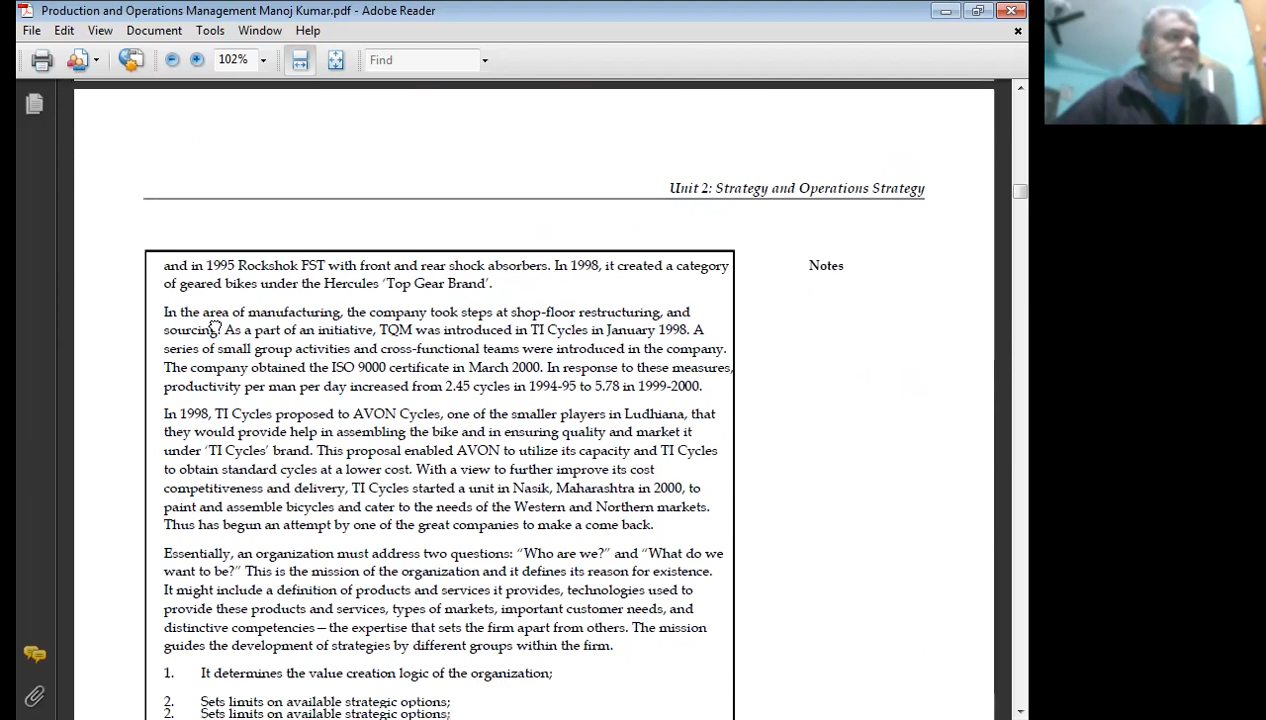 Production and Operations Management Manoj Kumar.pdf - Adobe Reader
File Edit View Document Tools Window Help
102% Find
Unit 2: Strategy and Operations Strategy
and in 1995 Rockshok FST with front and rear shock absorbers. In 1998, it created a category
of geared bikes under the Hercules 'Top Gear Brand'.
Notes
In the area of manufacturing, the company took steps at shop-floor restructuring, and
sourcing. As a part of an initiative, TQM was introduced in TI Cycles in January 1998. A
series of small group activities and cross-functional teams were introduced in the company.
The company obtained the ISO 9000 certificate in March 2000. In response to these measures,
productivity per man per day increased from 2.45 cycles in 1994-95 to 5.78 in 1999-2000.
In 1998, TI Cycles proposed to AVON Cycles, one of the smaller players in Ludhiana, that
they would provide help in assembling the bike and in ensuring quality and market it
under 'TI Cycles' brand. This proposal enabled AVON to utilize its capacity and TI Cycles
to obtain standard cycles at a lower cost. With a view to further improve its cost
competitiveness and delivery, TI Cycles started a unit in Nasik, Maharashtra in 2000, to
paint and assemble bicycles and cater to the needs of the Western and Northern markets.
Thus has begun an attempt by one of the great companies to make a come back.
Essentially, an organization must address two questions: "Who are we?" and "What do we
want to be?" This is the mission of the organization and it defines its reason for existence.
It might include a definition of products and services it provides, technologies used to
provide these products and services, types of markets, important customer needs, and
distinctive competencies—the expertise that sets the firm apart from others. The mission
guides the development of strategies by different groups within the firm.
1. It determines the value creation logic of the organization;
2. Sets limits on available strategic options;
2. Sets limits on available strategic options;